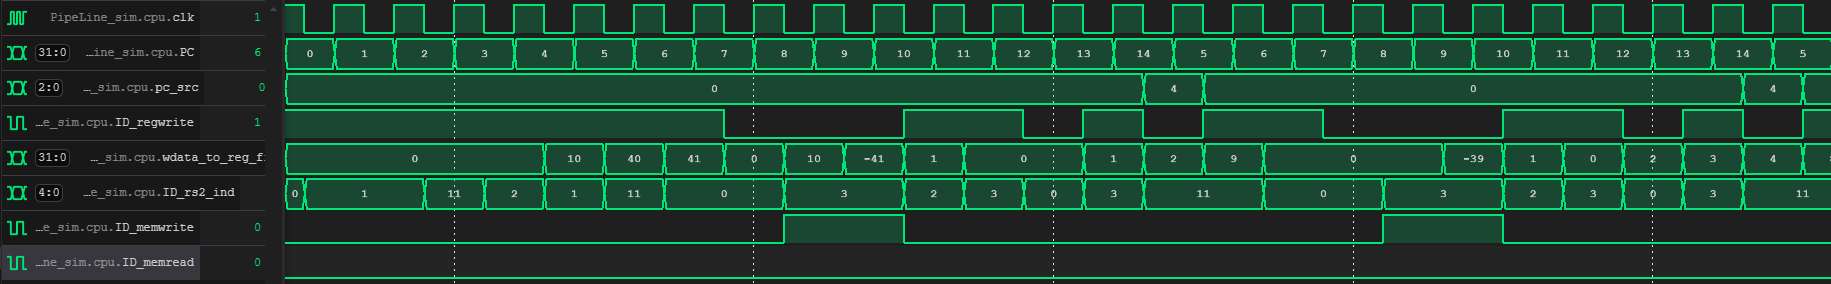 PipeLine_sim.cpu.clk 1
31:0 …ine_sim.cpu.PC 6 0 1 2 3 4 5 6 7 8 9 10 11 12 13 14 5 6 7 8 9 10 11 12 13 14 5
2:0 …_sim.cpu.pc_src 0 0 4 0 4
…e_sim.cpu.ID_regwrite 1
31:0 …_sim.cpu.wdata_to_reg_f 0 10 40 41 0 10 -41 1 0 1 2 9 0 -39 1 0 2 3 4
4:0 …e_sim.cpu.ID_rs2_ind 0 1 11 2 1 11 0 3 2 3 0 3 11 0 3 2 3 0 3 11
…e_sim.cpu.ID_memwrite 0
…ne_sim.cpu.ID_memread 0